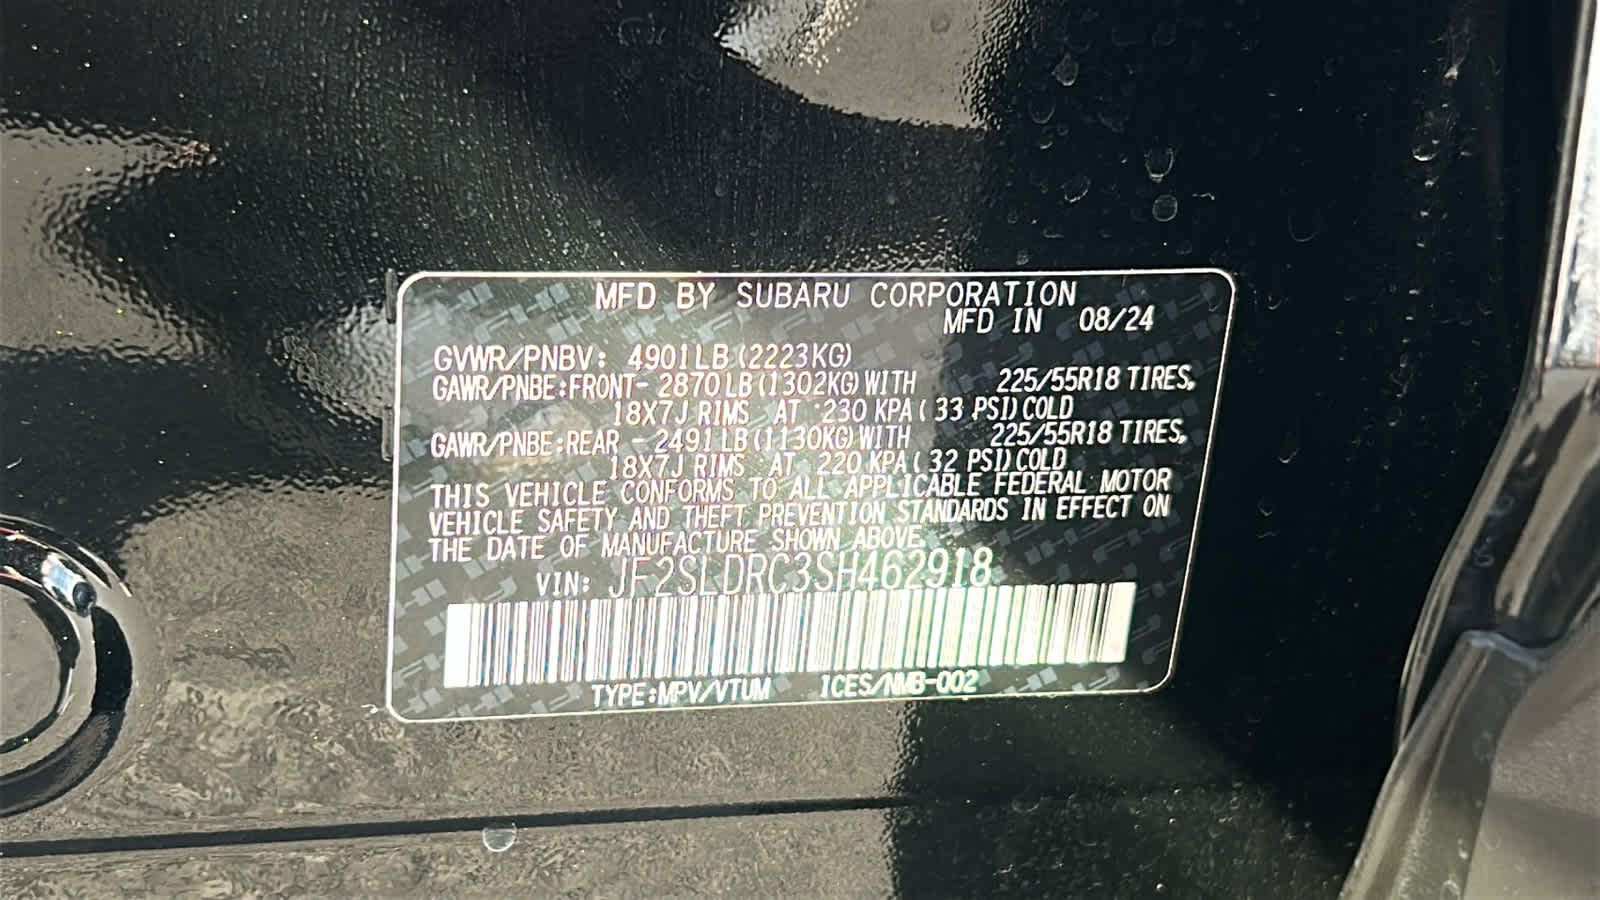 MFD BY SUBARU CORPORATION
MFD IN 08/24
GVWR/PNBV: 4901LB(2223KG)
GAWR/PNBE:FRONT- 2870LB(1302KG)WITH 225/55R18 TIRES,
18X7J RIMS AT 230 KPA( 33 PSI)COLD
GAWR/PNBE:REAR - 2491LB(1130KG)WITH 225/55R18 TIRES,
18X7J RIMS AT 220 KPA( 32 PSI)COLD
THIS VEHICLE CONFORMS TO ALL APPLICABLE FEDERAL MOTOR
VEHICLE SAFETY AND THEFT PREVENTION STANDARDS IN EFFECT ON
THE DATE OF MANUFACTURE SHOWN ABOVE.
VIN: JF2SLDRC3SH462918
TYPE:MPV/VTUM ICES/NMB-002